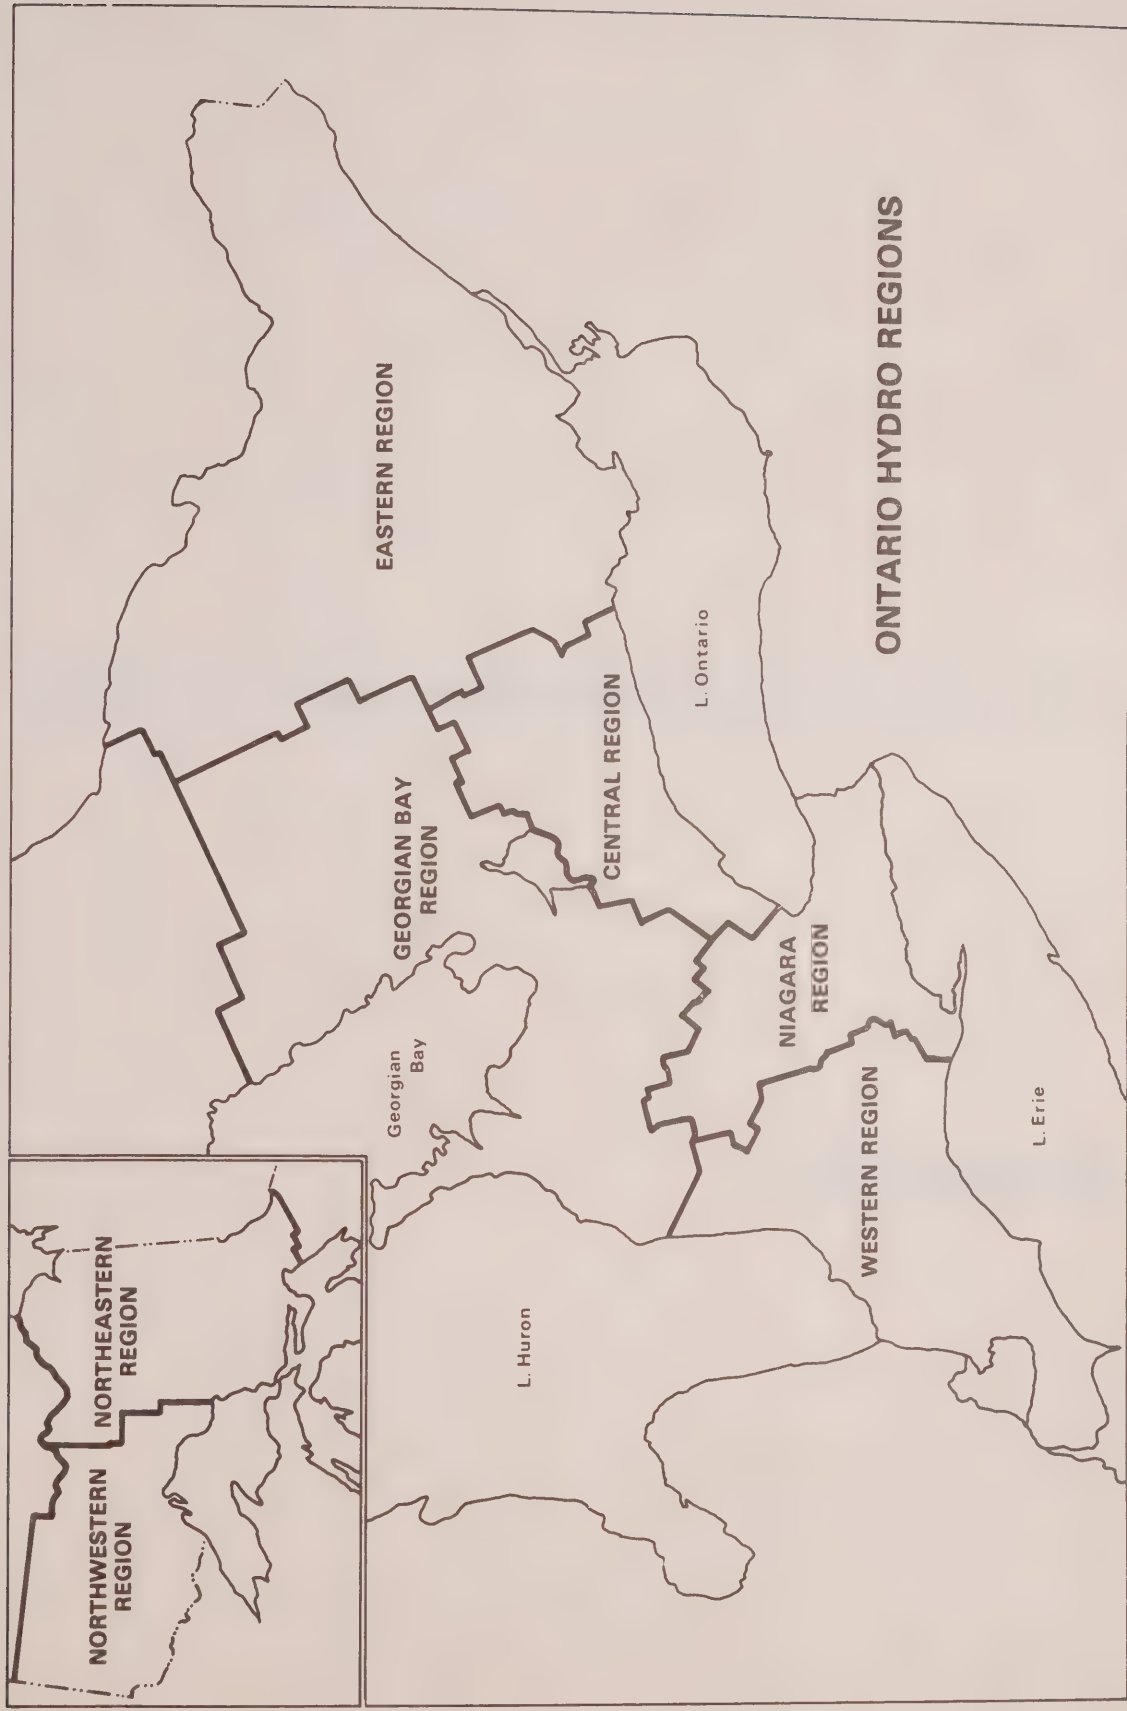 NORTHWESTERN
REGION
NORTHEASTERN
REGION
Georgian
Bay
GEORGIAN BAY
REGION
EASTERN REGION
L. Huron
CENTRAL REGION
L. Ontario
NIAGARA
REGION
WESTERN REGION
ONTARIO HYDRO REGIONS
L. Erie